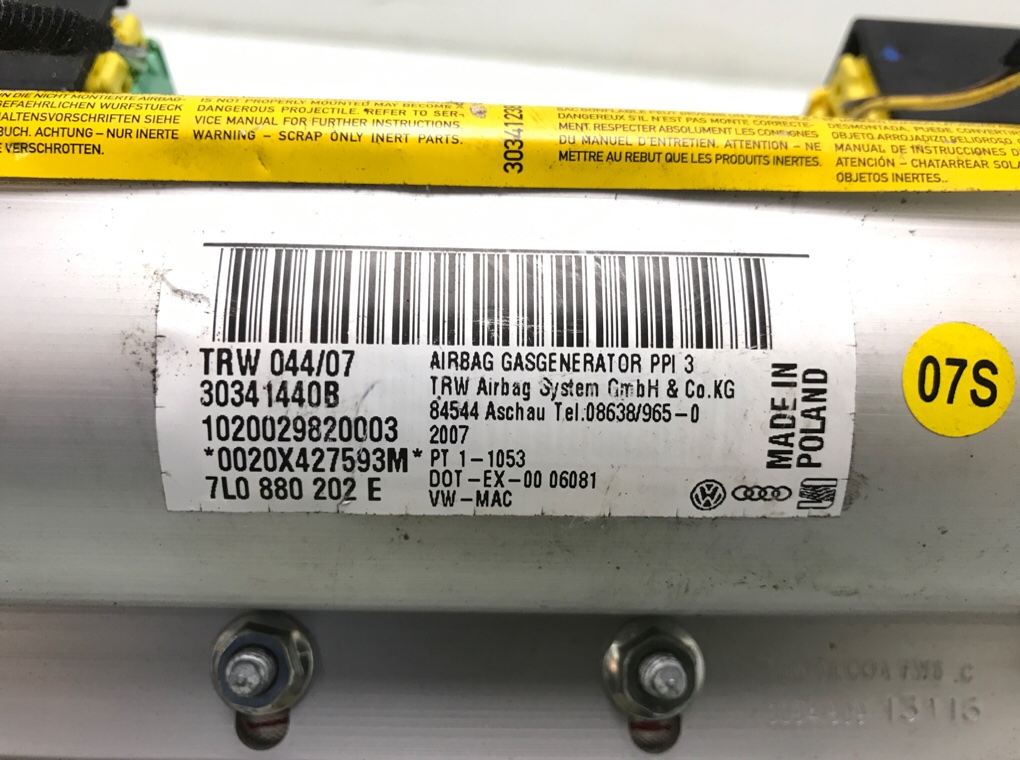 IN DIE NICHT MONTIERTE AIRBAG-
GEFAEHRLICHEN WURFSTUECK
HALTENSVORSCHRIFTEN SIEHE
BUCH. ACHTUNG - NUR INERTE
VERSCHROTTEN.
IS NOT PROPERLY MOUNTED MAY BECOME
DANGEROUS PROJECTILE. REFER TO SER-
VICE MANUAL FOR FURTHER INSTRUCTIONS
WARNING - SCRAP ONLY INERT PARTS.
30341238
DANGEREUX S'IL N'EST PAS MONTE CORRECTE-
MENT. RESPECTER ABSOLUMENT LES CONSIGNES
DU MANUEL D'ENTRETIEN. ATTENTION - NE
METTRE AU REBUT QUE LES PRODUITS INERTES.
DESMONTADA, PUEDE CONVERTIR
OBJETO ARROJADIZO PELIGROSO.
MANUAL DE INSTRUCCIONES
ATENCIÓN - CHATARREAR SOLA
OBJETOS INERTES..
TRW 044/07
30341440B
1020029820003
*0020X427593M*
7L0 880 202 E
AIRBAG GASGENERATOR PPI 3
TRW Airbag System GmbH & Co.KG
84544 Aschau Tel.:08638/965-0
2007
PT 1-1053
DOT-EX-00 06081
VW-MAC
MADE IN
POLAND
07S
15115